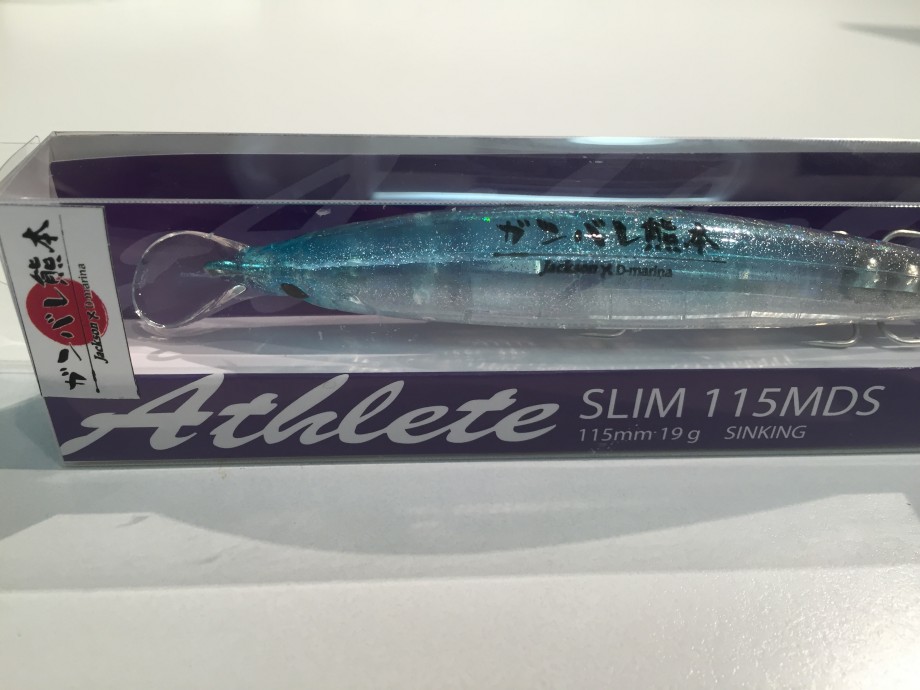 ガンバレ熊本
Jackson × D-marina
ガンバレ熊本
Jackson × D-marina
Athlete
SLIM 115MDS
115mm·19g SINKING